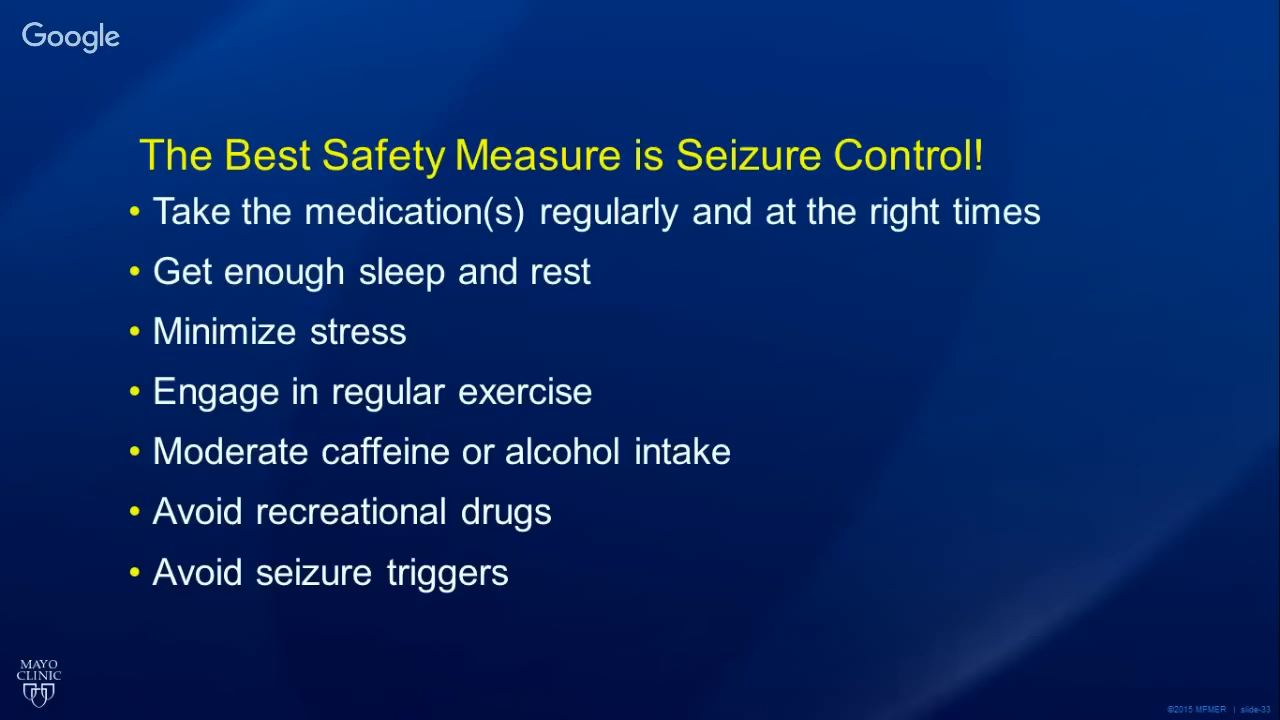 Google
The Best Safety Measure is Seizure Control!
• Take the medication(s) regularly and at the right times
• Get enough sleep and rest
• Minimize stress
• Engage in regular exercise
• Moderate caffeine or alcohol intake
• Avoid recreational drugs
• Avoid seizure triggers
MAYO
CLINIC
©2015 MFMER | slide-33